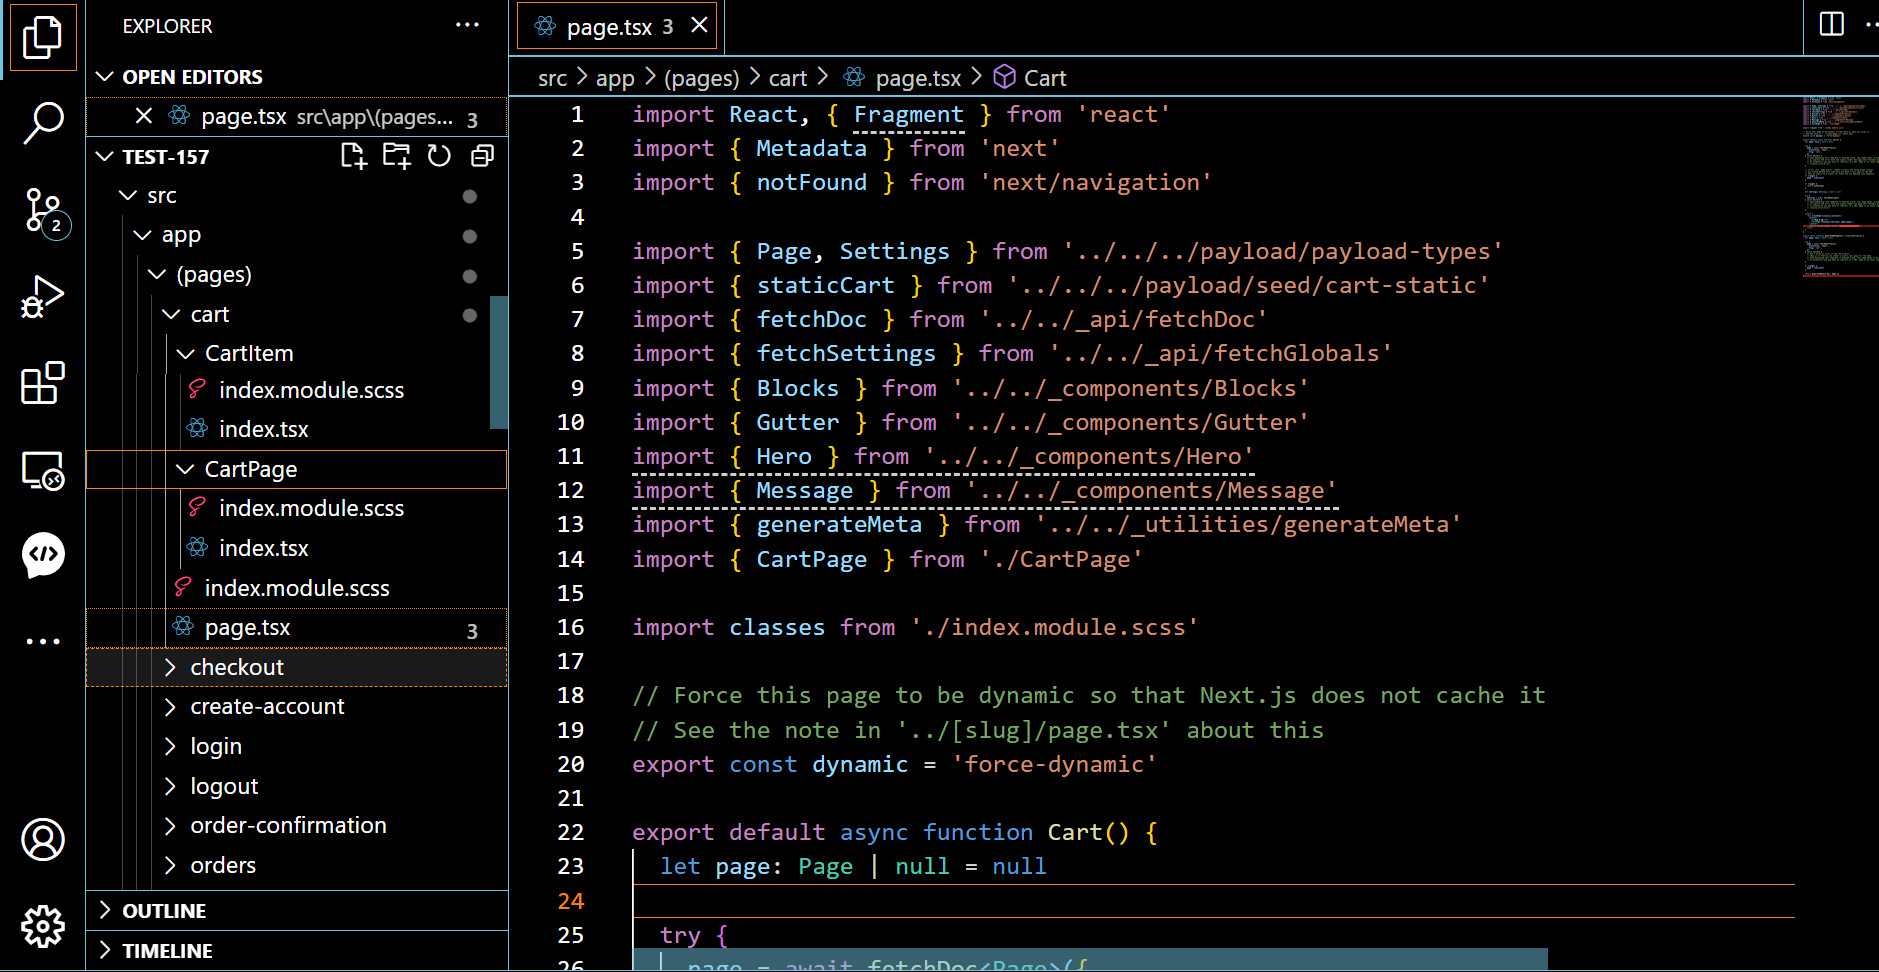 EXPLORER
OPEN EDITORS
page.tsx src\app\(pages... 3
TEST-157
src
app
(pages)
cart
CartItem
index.module.scss
index.tsx
CartPage
index.module.scss
index.tsx
index.module.scss
page.tsx 3
checkout
create-account
login
logout
order-confirmation
orders
OUTLINE
TIMELINE
2
page.tsx 3
src > app > (pages) > cart > page.tsx > Cart
1 import React, { Fragment } from 'react'
2 import { Metadata } from 'next'
3 import { notFound } from 'next/navigation'
4
5 import { Page, Settings } from '../../../payload/payload-types'
6 import { staticCart } from '../../../payload/seed/cart-static'
7 import { fetchDoc } from '../../_api/fetchDoc'
8 import { fetchSettings } from '../../_api/fetchGlobals'
9 import { Blocks } from '../../_components/Blocks'
10 import { Gutter } from '../../_components/Gutter'
11 import { Hero } from '../../_components/Hero'
12 import { Message } from '../../_components/Message'
13 import { generateMeta } from '../../_utilities/generateMeta'
14 import { CartPage } from './CartPage'
15
16 import classes from './index.module.scss'
17
18 // Force this page to be dynamic so that Next.js does not cache it
19 // See the note in '../[slug]/page.tsx' about this
20 export const dynamic = 'force-dynamic'
21
22 export default async function Cart() {
23 let page: Page | null = null
24
25 try {
26 page = await fetchDoc<Page>({